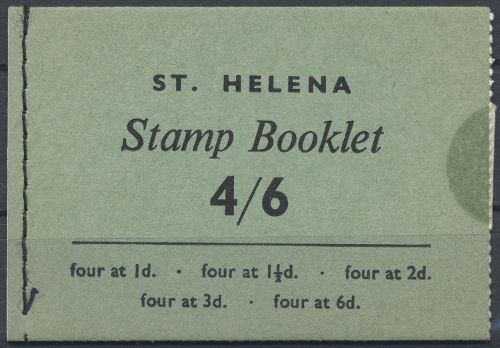 ST. HELENA
Stamp Booklet
4/6
four at 1d. · four at 1½d. · four at 2d.
four at 3d. · four at 6d.